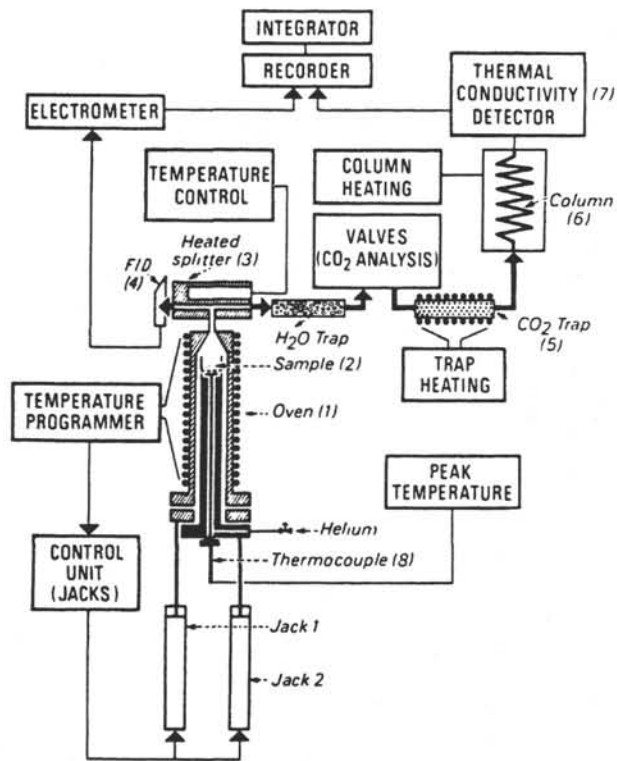 INTEGRATOR
RECORDER
ELECTROMETER
THERMAL
CONDUCTIVITY
DETECTOR
(7)
TEMPERATURE
CONTROL
COLUMN
HEATING
Column
(6)
Heated
splitter (3)
FID
(4)
VALVES
(CO₂ ANALYSIS)
H₂O Trap
CO₂ Trap
(5)
TRAP
HEATING
Sample (2)
TEMPERATURE
PROGRAMMER
Oven (1)
PEAK
TEMPERATURE
Helium
CONTROL
UNIT
(JACKS)
Thermocouple (8)
Jack 1
Jack 2